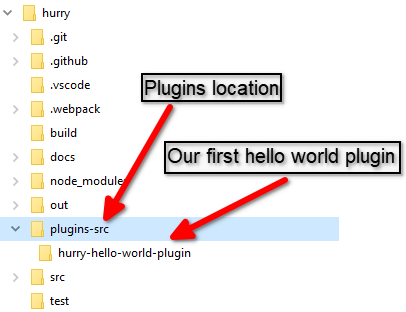 hurry
.git
.github
.vscode
.webpack
Plugins location
build
docs
Our first hello world plugin
node_modules
out
plugins-src
hurry-hello-world-plugin
src
test